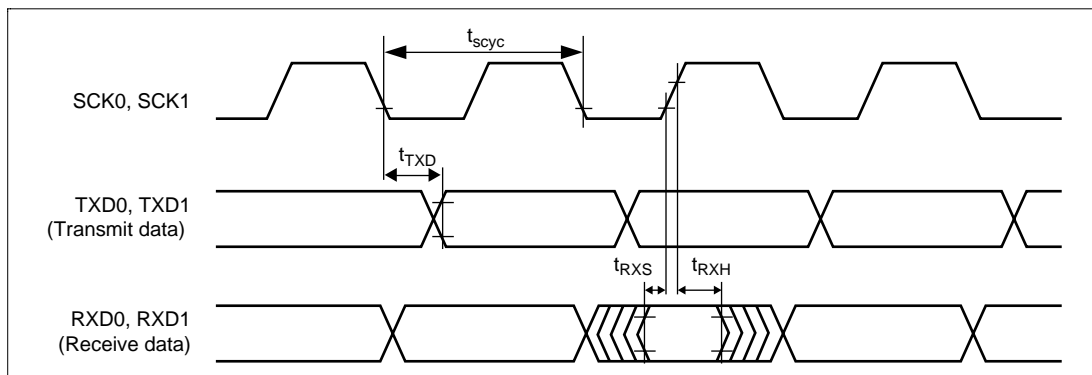 tscyc
SCK0, SCK1
tTXD
TXD0, TXD1
(Transmit data)
tRXS
tRXH
RXD0, RXD1
(Receive data)